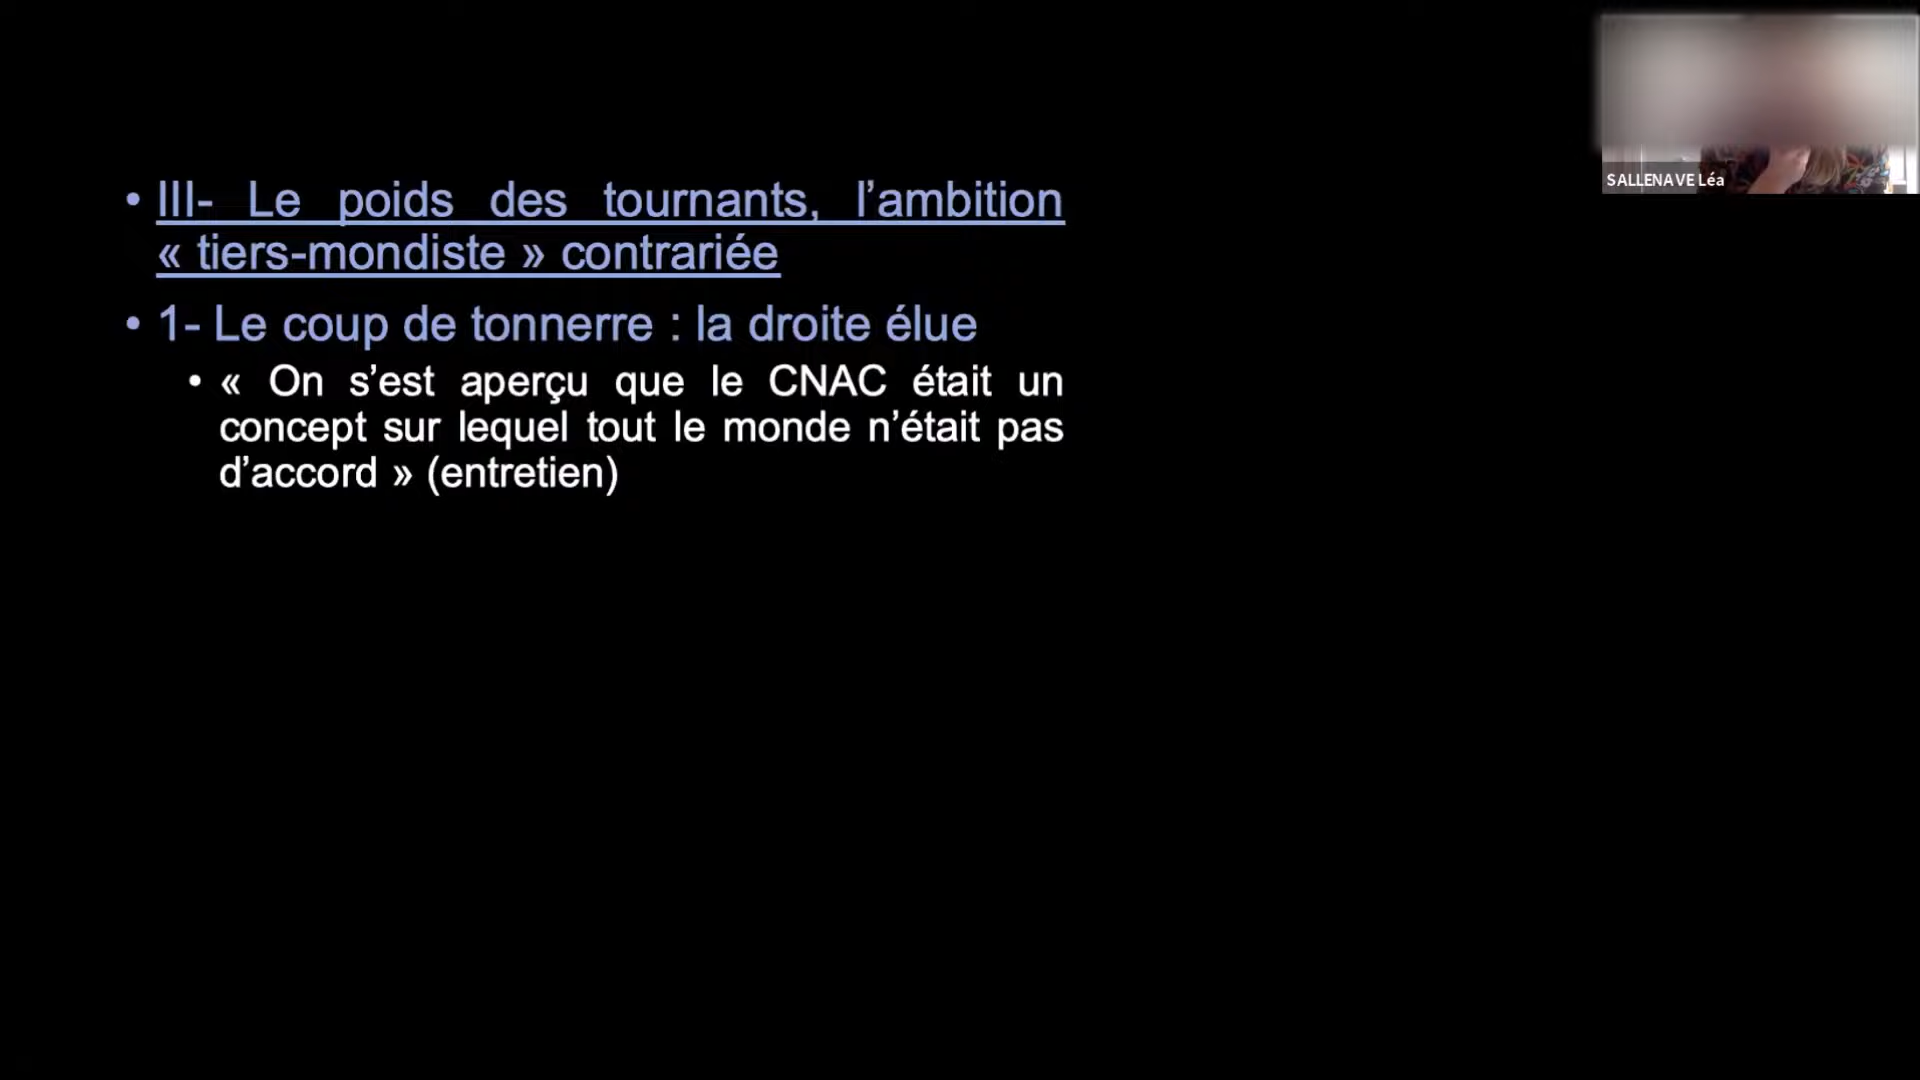 • III- Le poids des tournants, l’ambition
« tiers-mondiste » contrariée
• 1- Le coup de tonnerre : la droite élue
• « On s’est aperçu que le CNAC était un
concept sur lequel tout le monde n’était pas
d’accord » (entretien)
SALLENAVE Léa